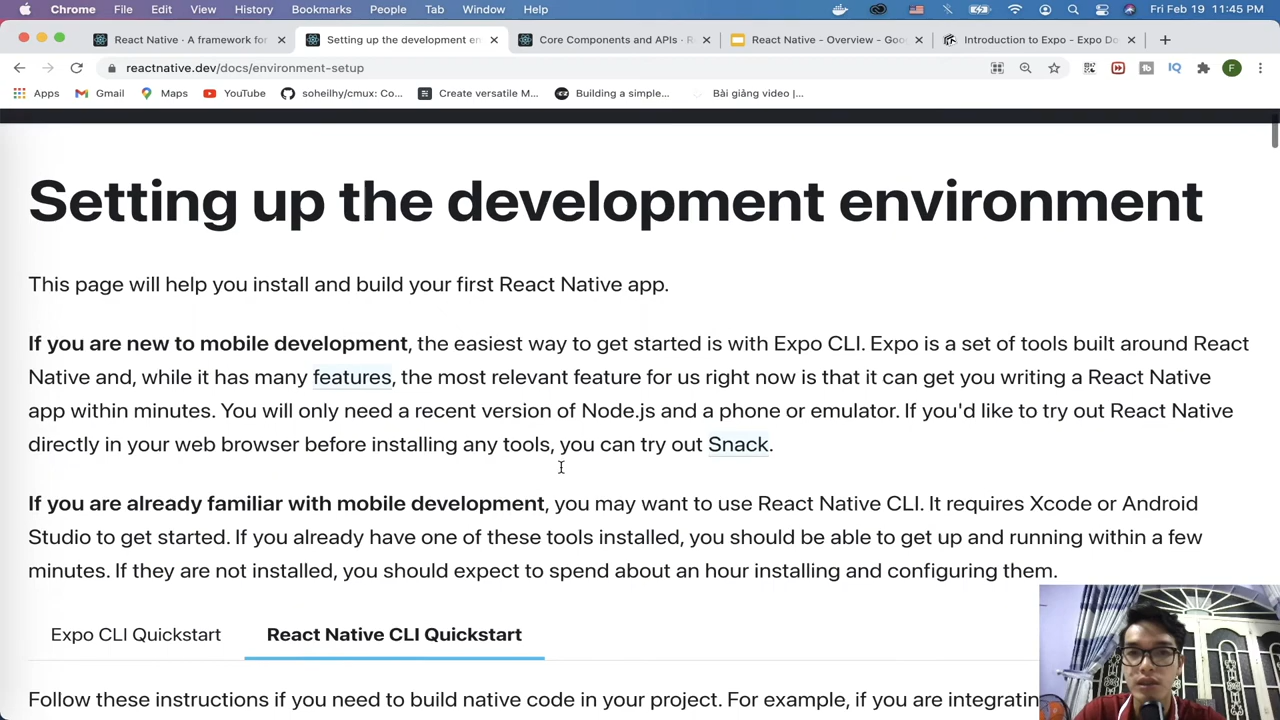 Chrome File Edit View History Bookmarks People Tab Window Help Fri Feb 19 11:45 PM
React Native · A framework for
Setting up the development en
Core Components and APIs · R
React Native - Overview - Goo
Introduction to Expo - Expo Do
reactnative.dev/docs/environment-setup
Apps Gmail Maps YouTube soheilhy/cmux: Co... Create versatile M... Building a simple... Bài giảng video |...
Setting up the development environment
This page will help you install and build your first React Native app.
If you are new to mobile development, the easiest way to get started is with Expo CLI. Expo is a set of tools built around React
Native and, while it has many features, the most relevant feature for us right now is that it can get you writing a React Native
app within minutes. You will only need a recent version of Node.js and a phone or emulator. If you'd like to try out React Native
directly in your web browser before installing any tools, you can try out Snack.
If you are already familiar with mobile development, you may want to use React Native CLI. It requires Xcode or Android
Studio to get started. If you already have one of these tools installed, you should be able to get up and running within a few
minutes. If they are not installed, you should expect to spend about an hour installing and configuring them.
Expo CLI Quickstart React Native CLI Quickstart
Follow these instructions if you need to build native code in your project. For example, if you are integrating